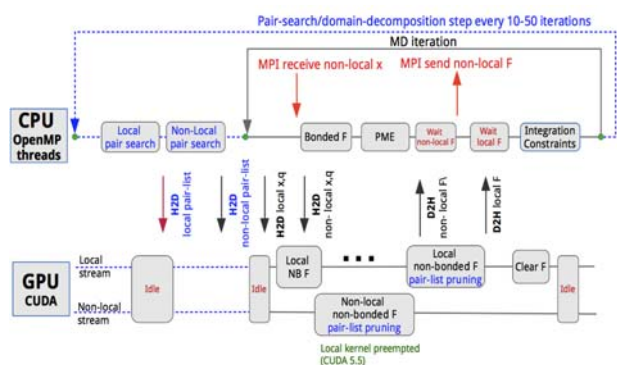 Pair-search/domain-decomposition step every 10-50 iterations
MD iteration
MPI receive non-local x
MPI send non-local F
CPU
OpenMP
threads
Local
pair search
Non-Local
pair search
Bonded F
PME
Wait
non-local F
Wait
local F
Integration
Constraints
H2D
local pair-list
H2D
non-local pair-list
H2D local x,q
H2D
non- local x,q
D2H
non- local F\
D2H local F
GPU
CUDA
Local
stream
Non-local
stream
Idle
Idle
Local
NB F
...
Local
non-bonded F
pair-list pruning
Clear F
Idle
Non-local
non-bonded F
pair-list pruning
Local kernel preempted
(CUDA 5.5)